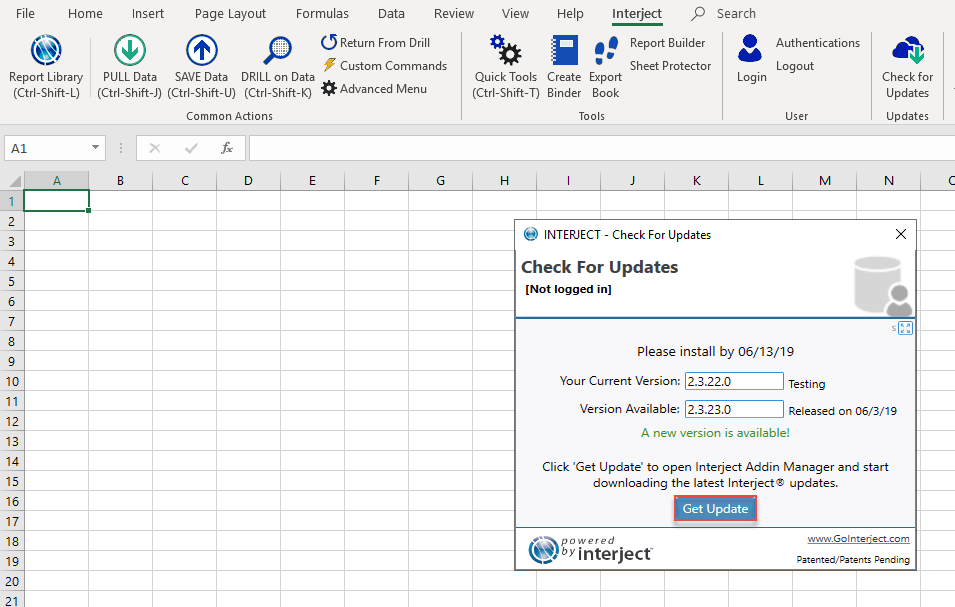 File Home Insert Page Layout Formulas Data Review View Help Interject Search
Report Library (Ctrl-Shift-L)
PULL Data (Ctrl-Shift-J)
SAVE Data (Ctrl-Shift-U)
DRILL on Data (Ctrl-Shift-K)
Return From Drill
Custom Commands
Advanced Menu
Common Actions
Quick Tools (Ctrl-Shift-T)
Create Binder
Export Book
Report Builder
Sheet Protector
Tools
Login
Authentications
Logout
User
Check for Updates
Updates
A1
fx
A B C D E F G H I J K L M N
1
2
3
4
5
6
7
8
9
10
11
12
13
14
15
16
17
18
19
20
21
INTERJECT - Check For Updates
Check For Updates
[Not logged in]
s
Please install by 06/13/19
Your Current Version: 2.3.22.0 Testing
Version Available: 2.3.23.0 Released on 06/3/19
A new version is available!
Click 'Get Update' to open Interject Addin Manager and start
downloading the latest Interject® updates.
Get Update
powered by interject
www.GoInterject.com
Patented/Patents Pending